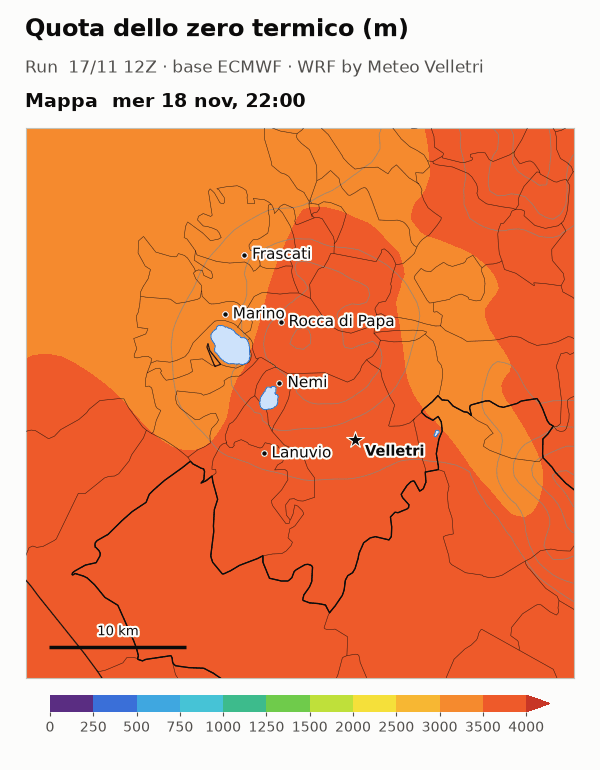 Quota dello zero termico (m)
Run  17/11 12Z · base ECMWF · WRF by Meteo Velletri
Mappa  mer 18 nov, 22:00
Frascati
Marino
Rocca di Papa
Nemi
Velletri
Lanuvio
10 km
0 250 500 750 1000 1250 1500 2000 2500 3000 3500 4000